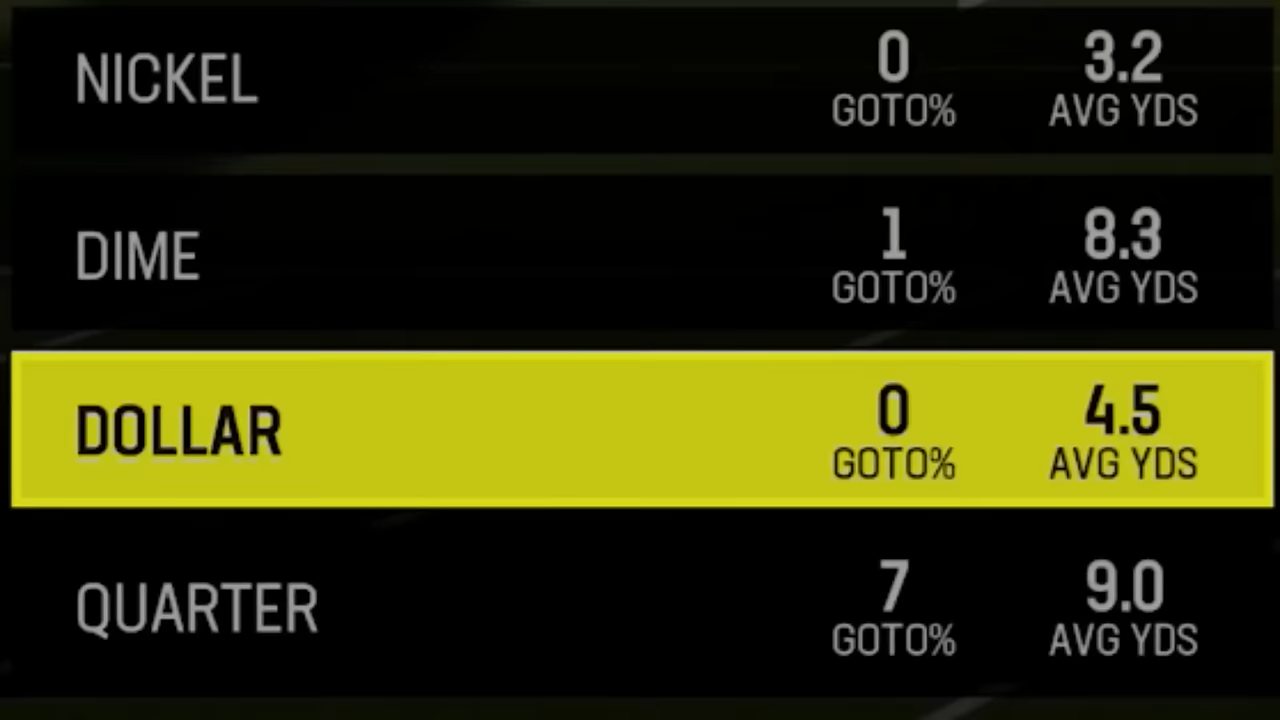 NICKEL
0
GOTO%
3.2
AVG YDS
DIME
1
GOTO%
8.3
AVG YDS
DOLLAR
0
GOTO%
4.5
AVG YDS
QUARTER
7
GOTO%
9.0
AVG YDS